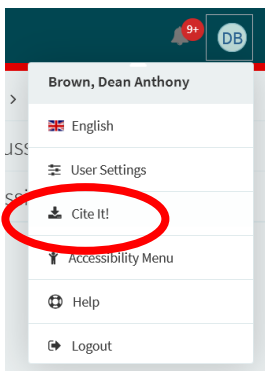 9+
DB
Brown, Dean Anthony
English
User Settings
Cite It!
Accessibility Menu
Help
Logout